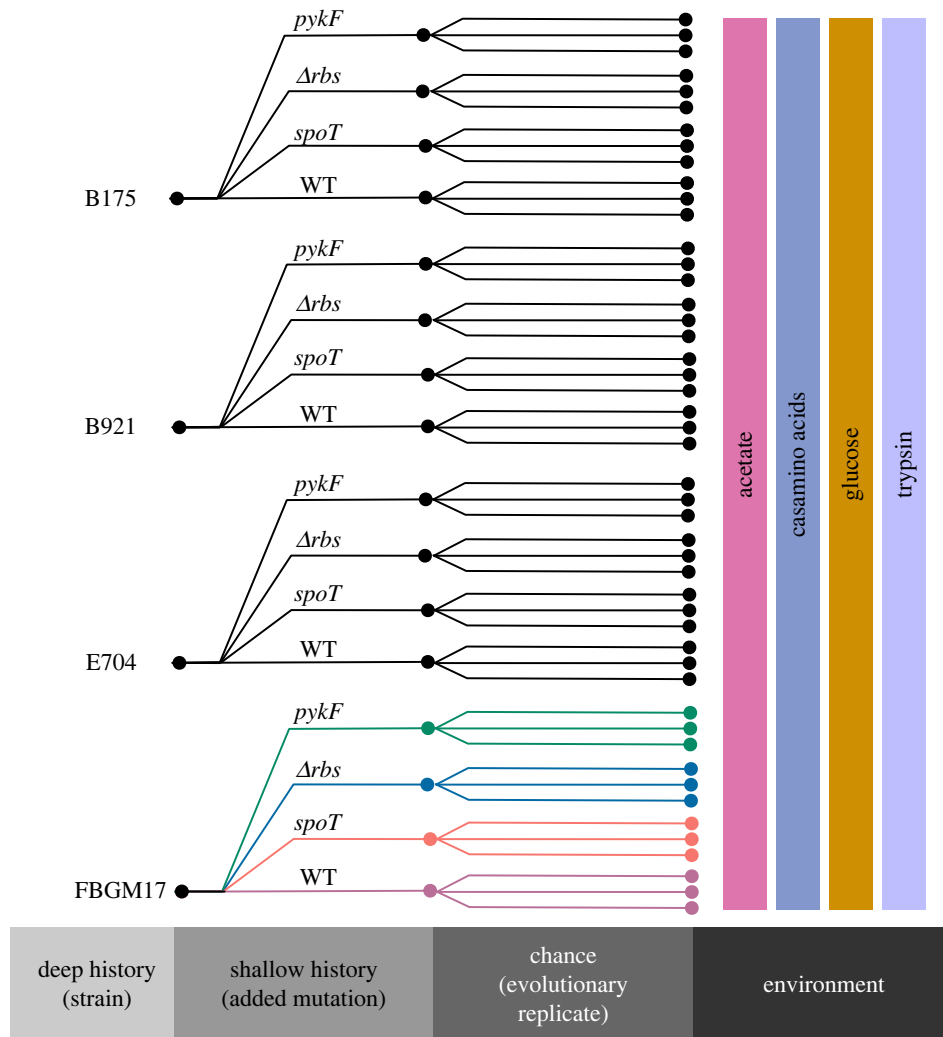 pykF
Δrbs
spoT
WT
B175
pykF
Δrbs
spoT
WT
B921
pykF
Δrbs
spoT
WT
E704
pykF
Δrbs
spoT
WT
FBGM17
acetate
casamino acids
glucose
trypsin
deep history
(strain)
shallow history
(added mutation)
chance
(evolutionary
replicate)
environment